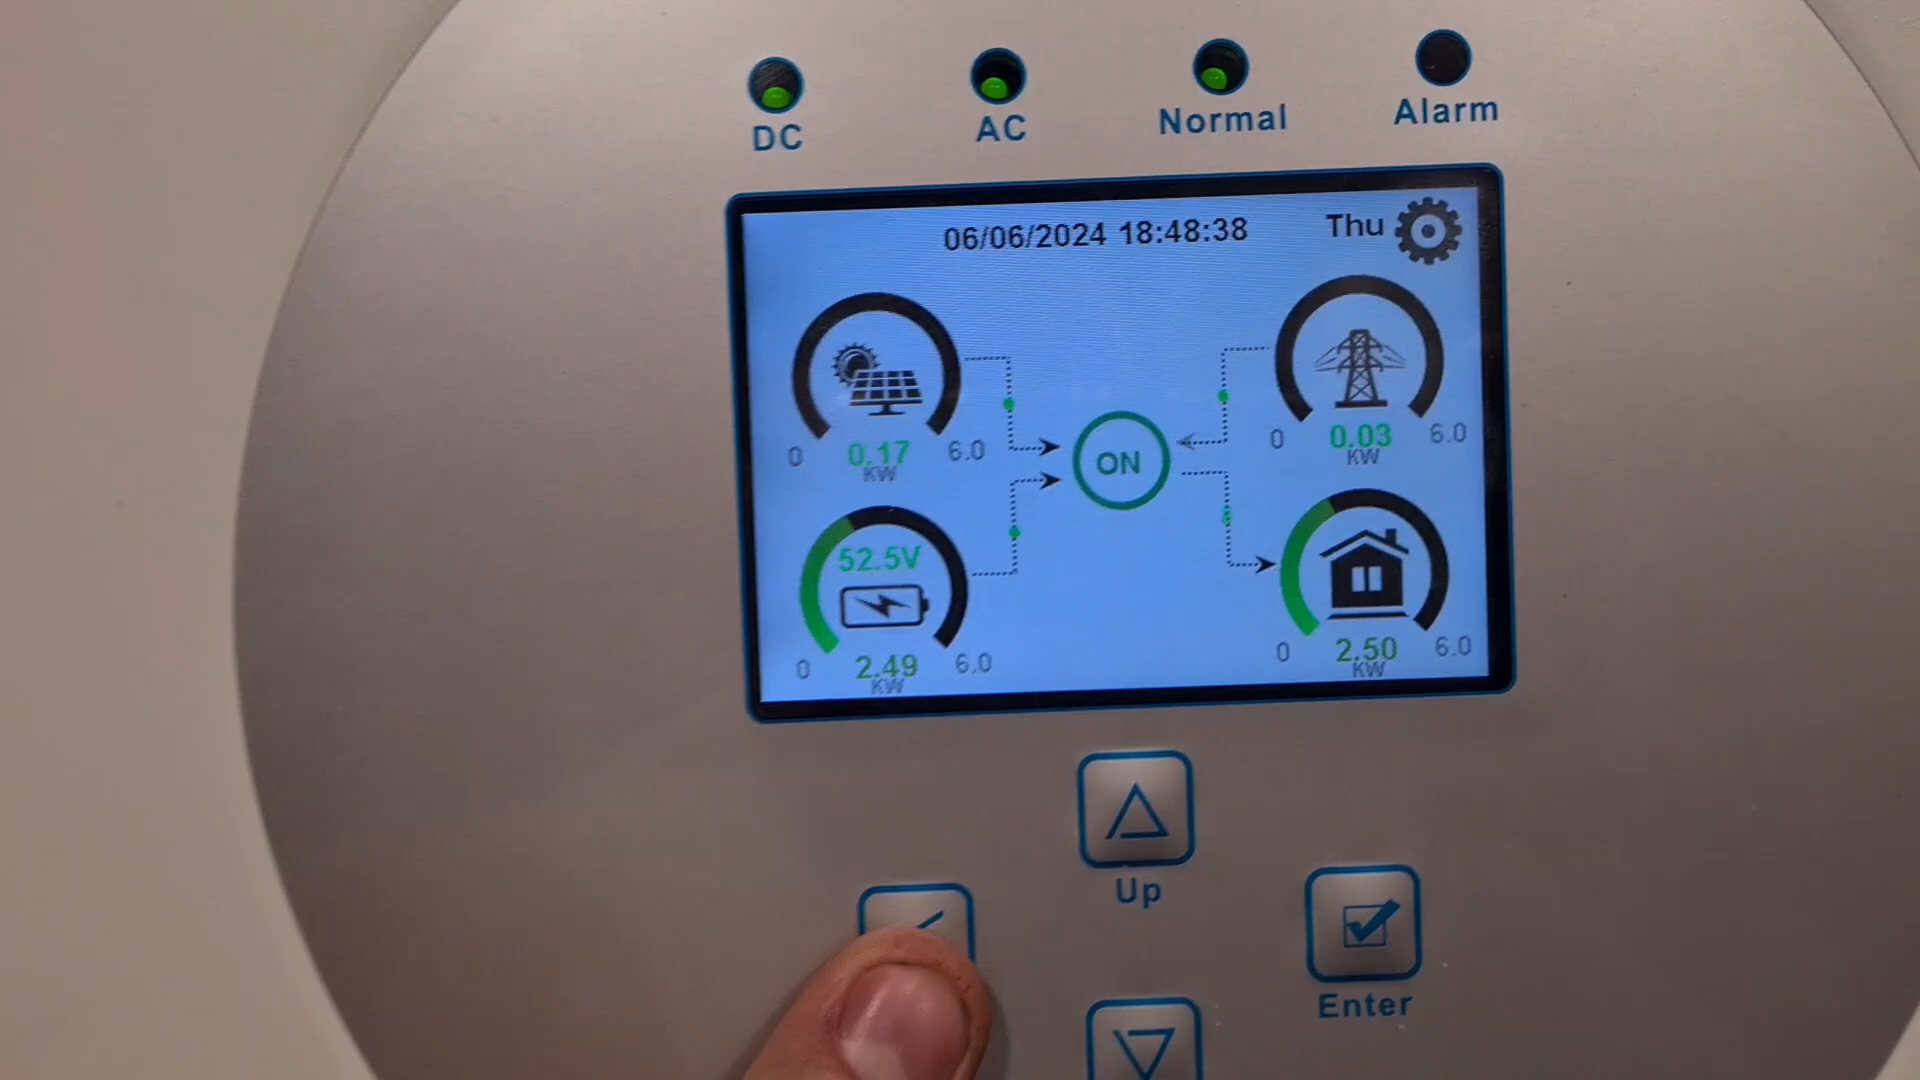 DC AC Normal Alarm
06/06/2024 18:48:38 Thu
0 0.17 6.0
KW
0 0.03 6.0
KW
ON
52.5V
0 2.49 6.0
KW
0 2.50 6.0
KW
Up
Enter